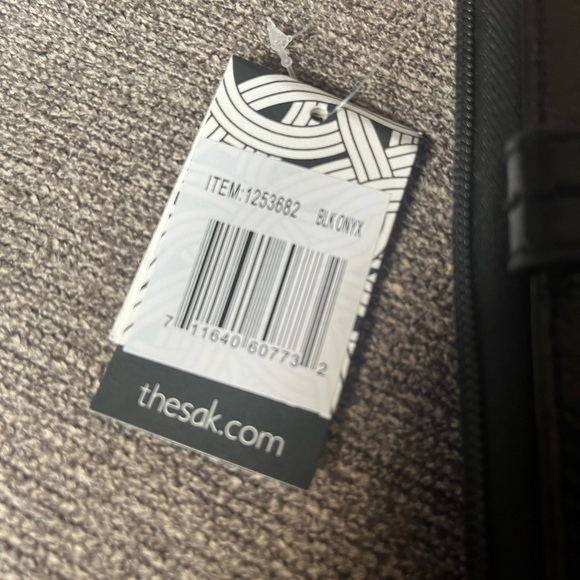 ITEM:1253682 BLK ONYX
7 11640 60773 2
thesak.com